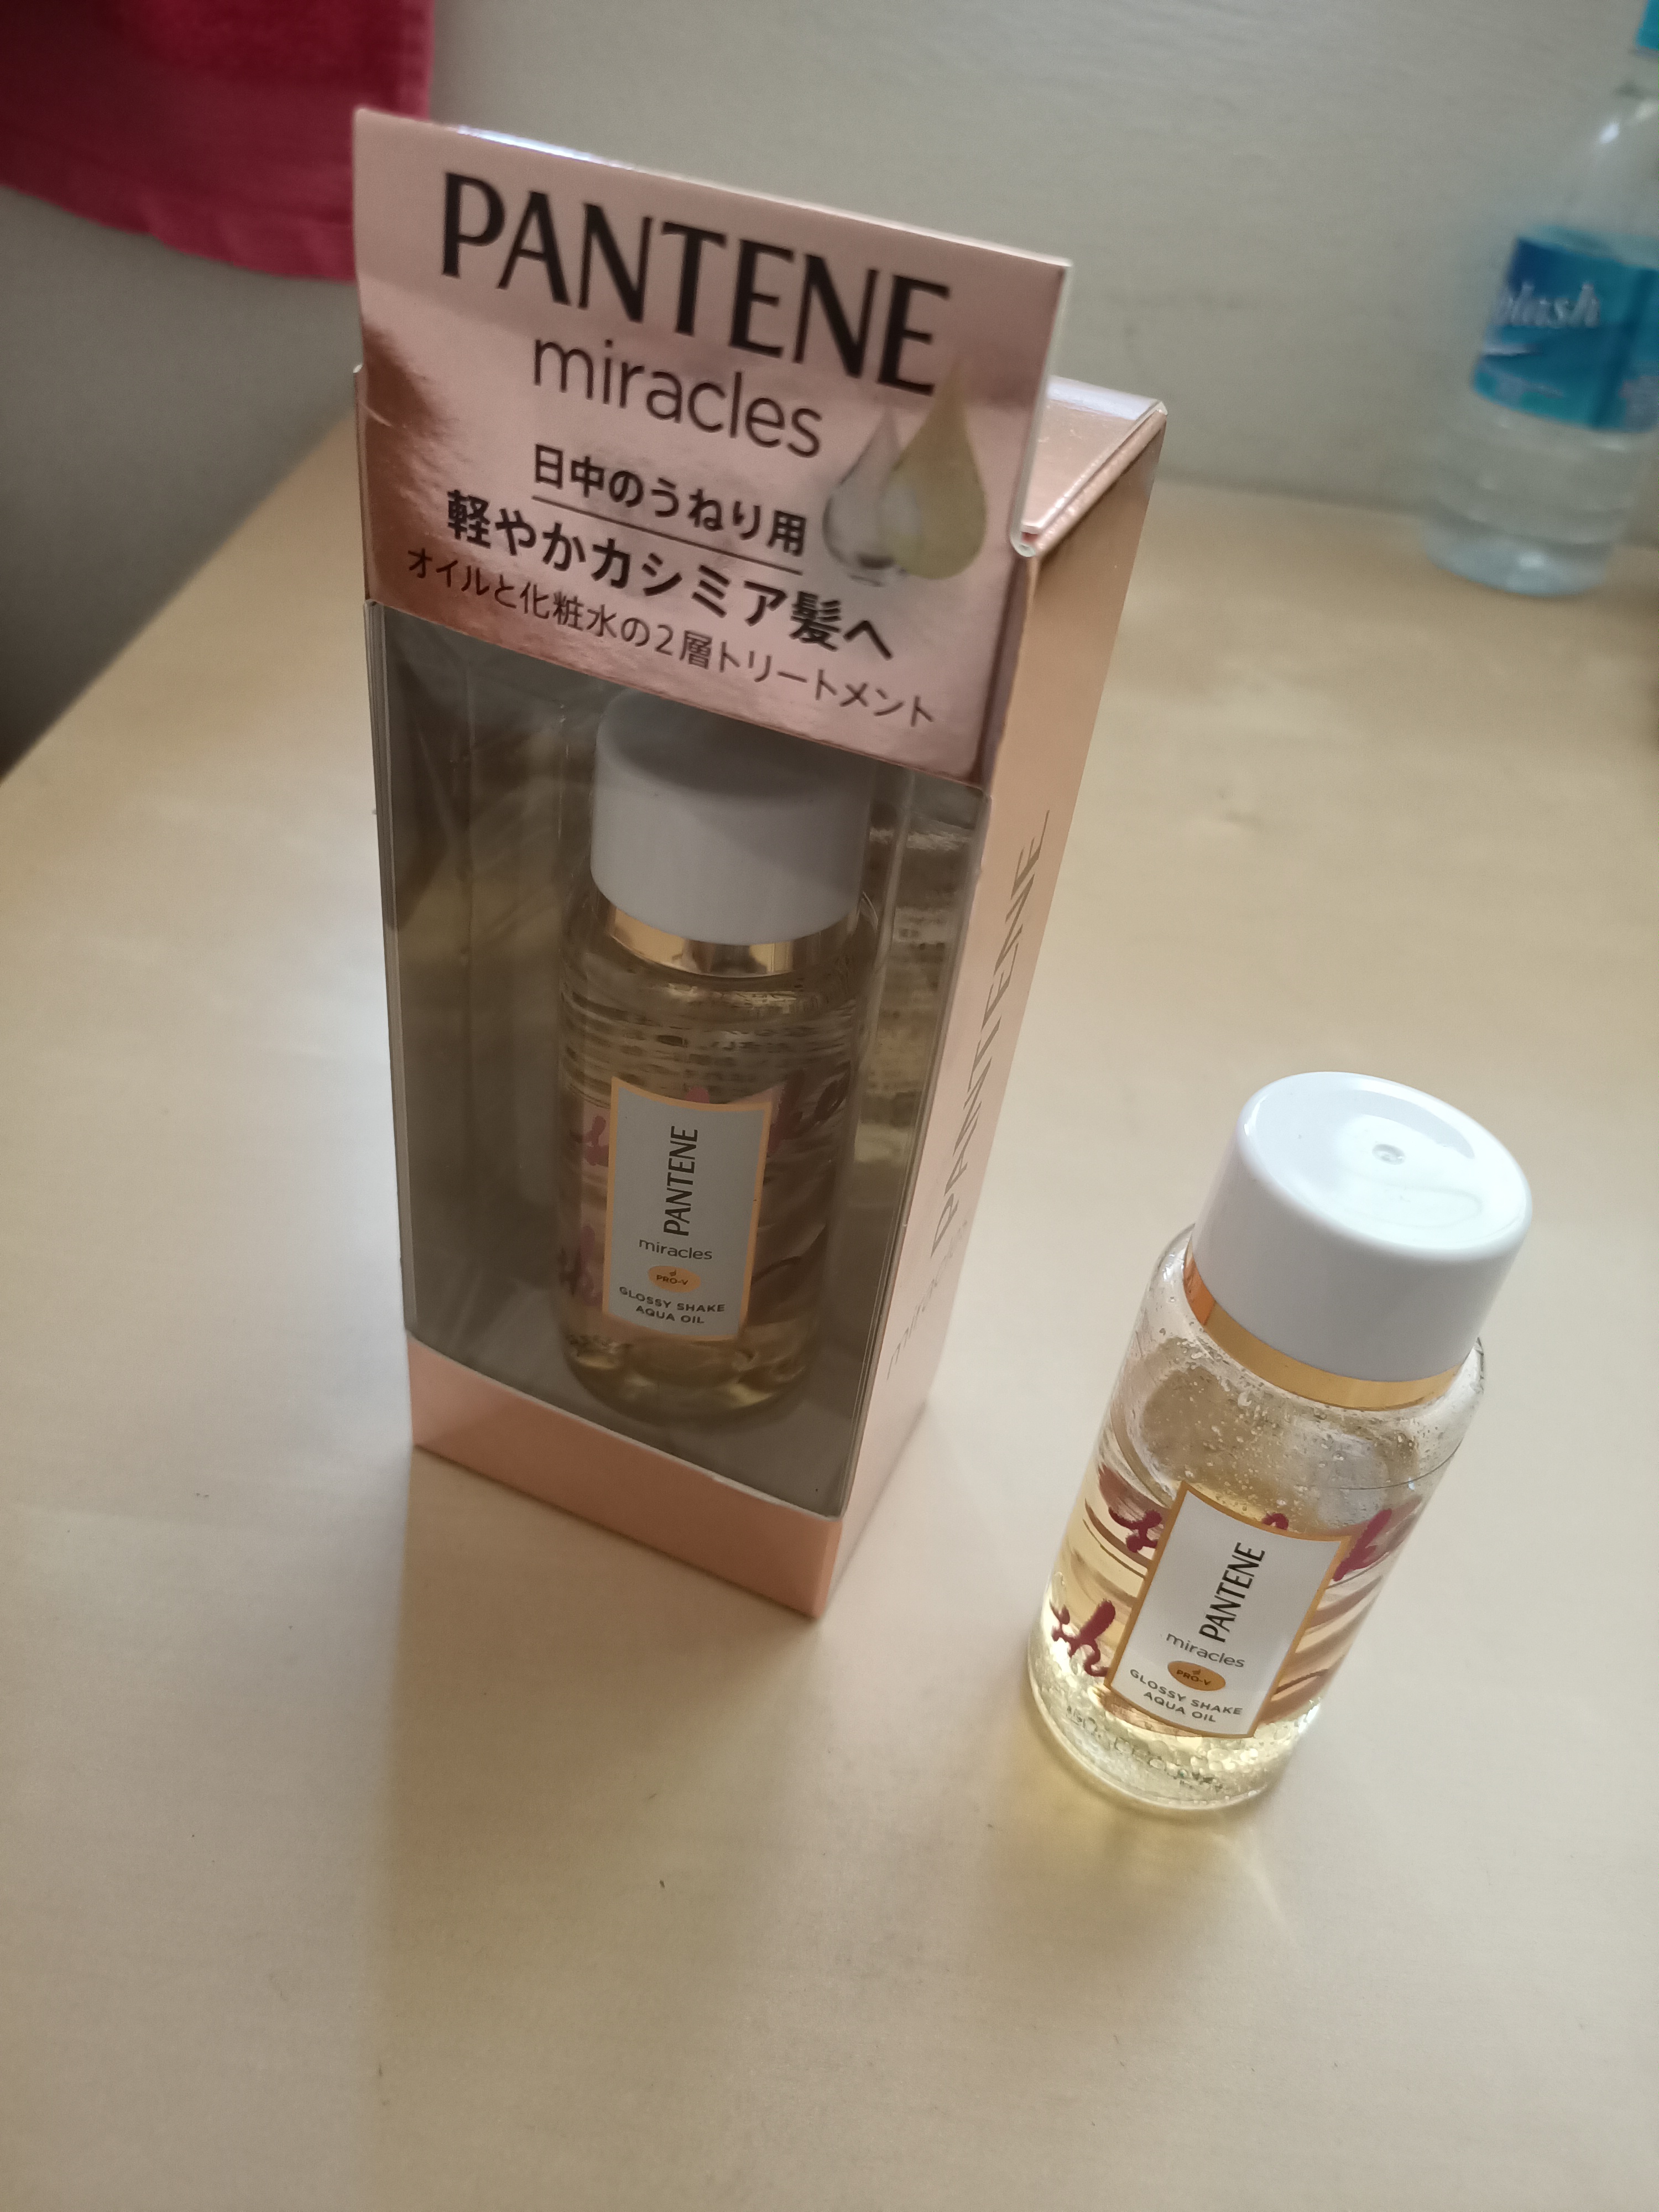 PANTENE
miracles
日中のうねり用
軽やかカシミア髪へ
オイルと化粧水の2層トリートメント
PANTENE
miracles
PRO-V
GLOSSY SHAKE
AQUA OIL
PANTENE
miracles
PANTENE
miracles
PRO-V
GLOSSY SHAKE
AQUA OIL